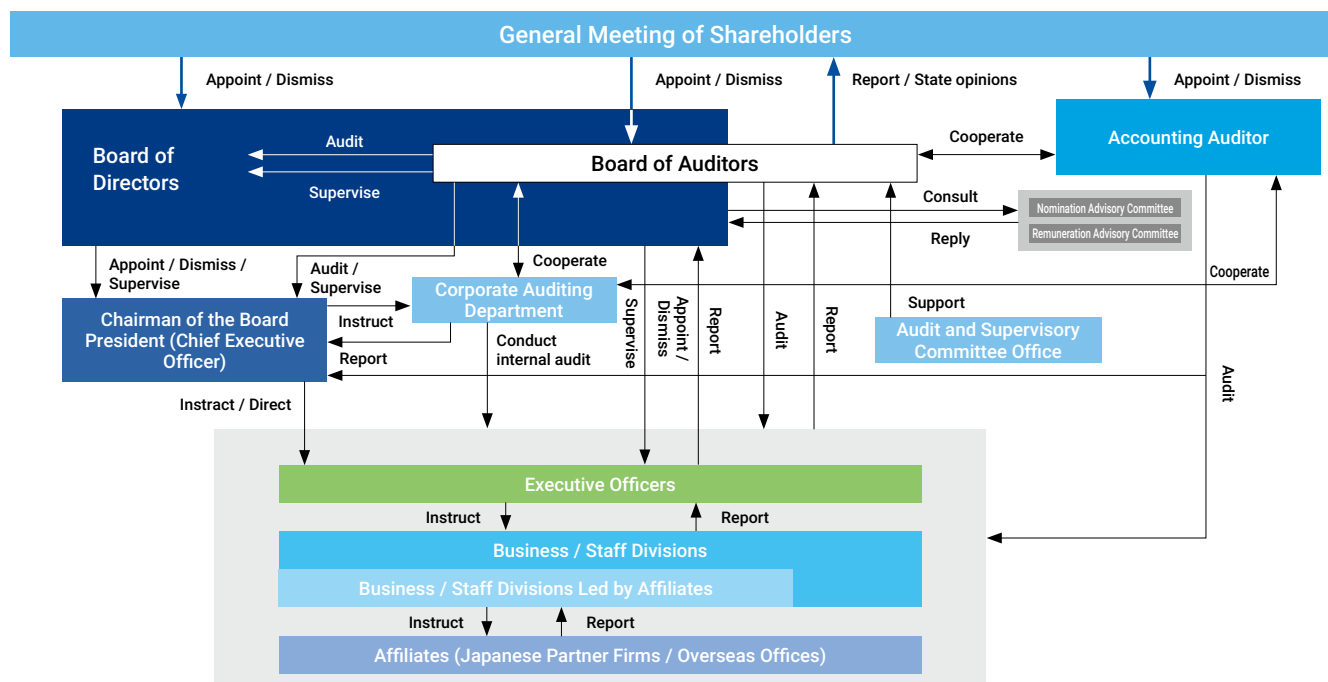 General Meeting of Shareholders
Appoint / Dismiss
Appoint / Dismiss
Report / State opinions
Appoint / Dismiss
Board of
Directors
Audit
Supervise
Board of Auditors
Cooperate
Accounting Auditor
Consult
Reply
Nomination Advisory Committee
Remuneration Advisory Committee
Appoint / Dismiss /
Supervise
Audit /
Supervise
Cooperate
Cooperate
Chairman of the Board
President (Chief Executive
Officer)
Instruct
Report
Corporate Auditing
Department
Conduct
internal audit
Supervise
Appoint /
Dismiss
Report
Audit
Report
Support
Audit and Supervisory
Committee Office
Audit
Instract / Direct
Executive Officers
Instruct
Report
Business / Staff Divisions
Business / Staff Divisions Led by Affiliates
Instruct
Report
Affiliates (Japanese Partner Firms / Overseas Offices)